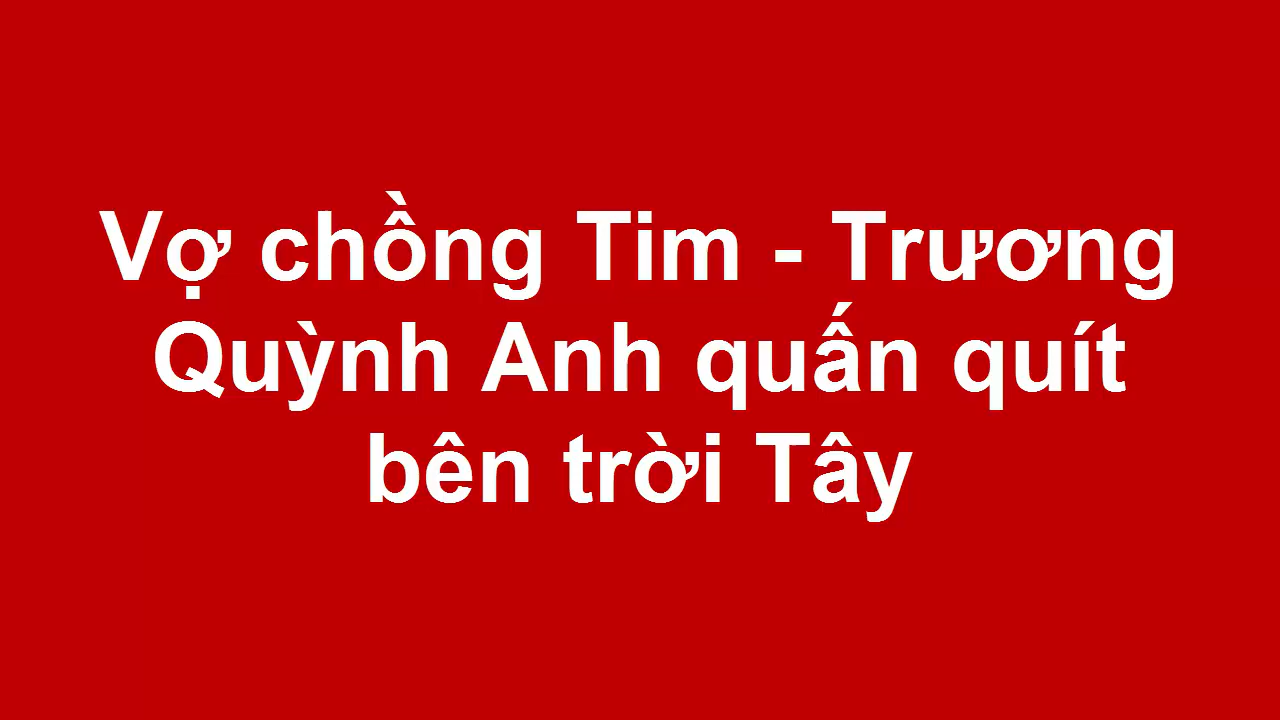 Vợ chồng Tim - Trương
Quỳnh Anh quấn quít
bên trời Tây